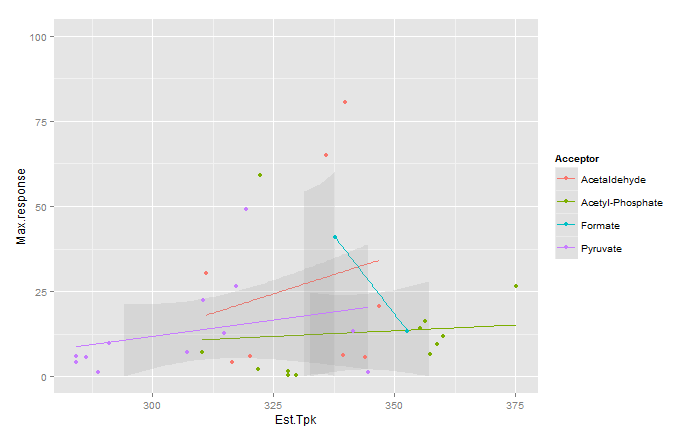 100
75
50
25
0
Max.response
300
325
350
375
Est.Tpk
Acceptor
Acetaldehyde
Acetyl-Phosphate
Formate
Pyruvate